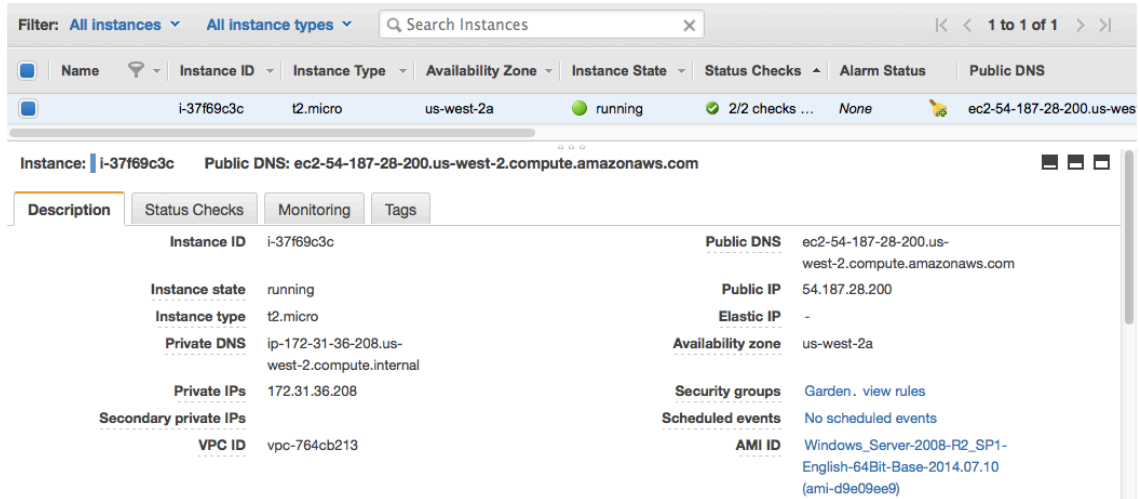 Filter: All instances All instance types Search Instances 1 to 1 of 1
Name Instance ID Instance Type Availability Zone Instance State Status Checks Alarm Status Public DNS
i-37f69c3c t2.micro us-west-2a running 2/2 checks ... None ec2-54-187-28-200.us-wes
Instance: i-37f69c3c Public DNS: ec2-54-187-28-200.us-west-2.compute.amazonaws.com
Description Status Checks Monitoring Tags
Instance ID i-37f69c3c Public DNS ec2-54-187-28-200.us-
west-2.compute.amazonaws.com
Instance state running Public IP 54.187.28.200
Instance type t2.micro Elastic IP -
Private DNS ip-172-31-36-208.us- Availability zone us-west-2a
west-2.compute.internal
Private IPs 172.31.36.208 Security groups Garden. view rules
Secondary private IPs Scheduled events No scheduled events
VPC ID vpc-764cb213 AMI ID Windows_Server-2008-R2_SP1-
English-64Bit-Base-2014.07.10
(ami-d9e09ee9)